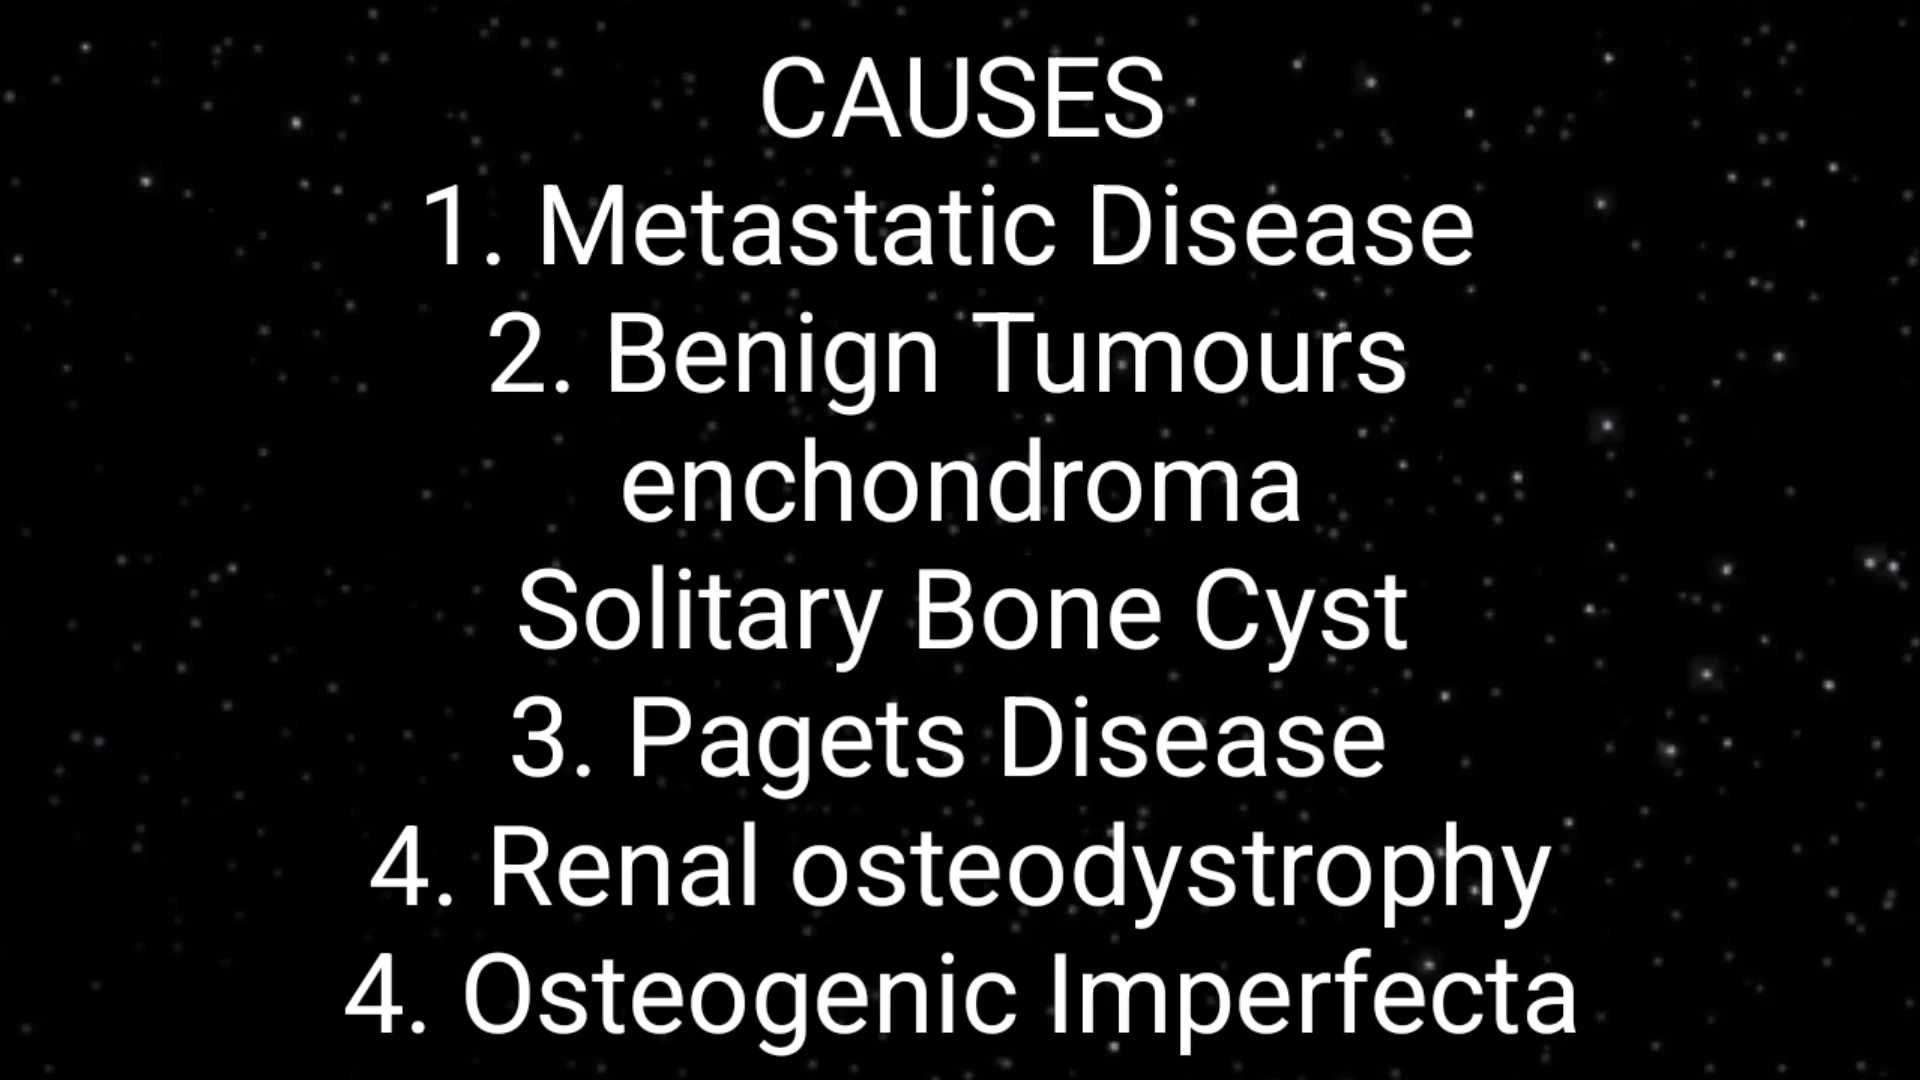 CAUSES
1. Metastatic Disease
2. Benign Tumours
enchondroma
Solitary Bone Cyst
3. Pagets Disease
4. Renal osteodystrophy
4. Osteogenic Imperfecta